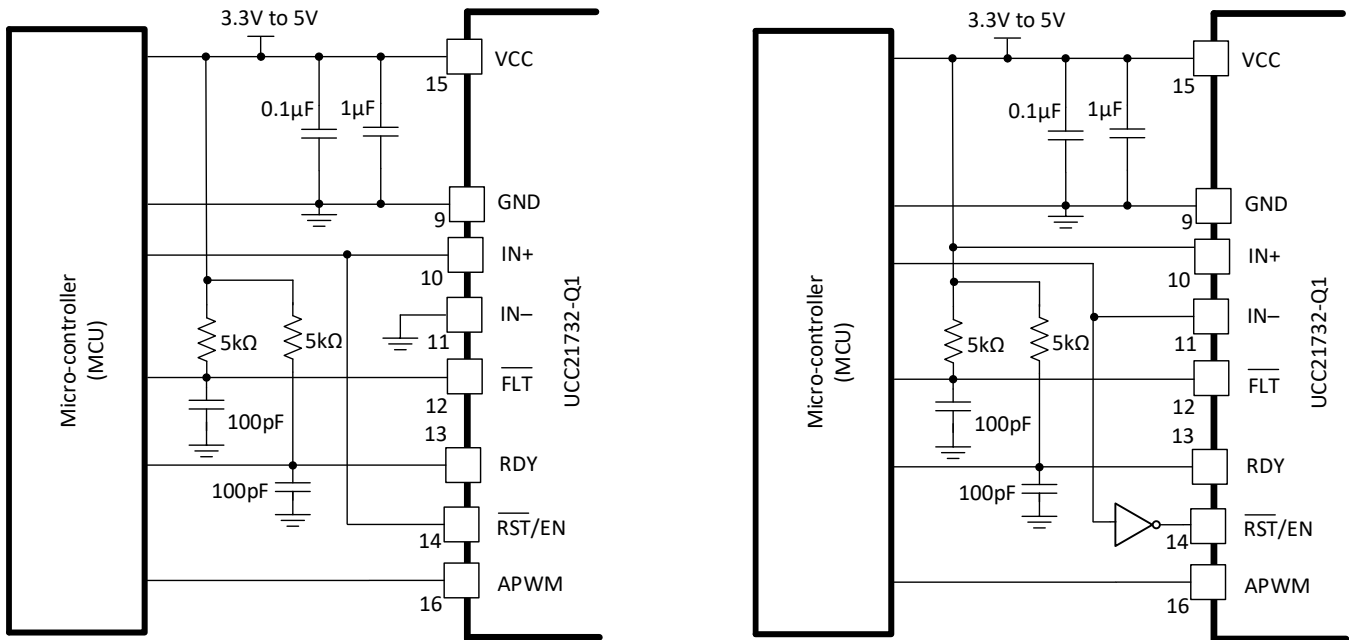 3.3V to 5V
VCC
15
0.1µF
1µF
GND
9
IN+
10
IN–
11
5kΩ
5kΩ
FLT
12
100pF
13
RDY
100pF
RST/EN
14
APWM
16
Micro-controller
(MCU)
UCC21732-Q1
3.3V to 5V
VCC
15
0.1µF
1µF
GND
9
IN+
10
IN–
11
5kΩ
5kΩ
FLT
12
100pF
13
RDY
100pF
RST/EN
14
APWM
16
Micro-controller
(MCU)
UCC21732-Q1